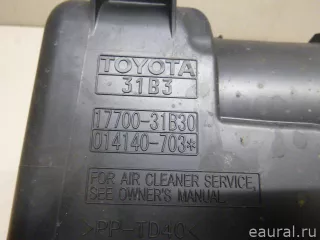 TOYOTA
31B3
17700-31B30
014140-703*
FOR AIR CLEANER SERVICE,
SEE OWNER'S MANUAL.
eaural.ru